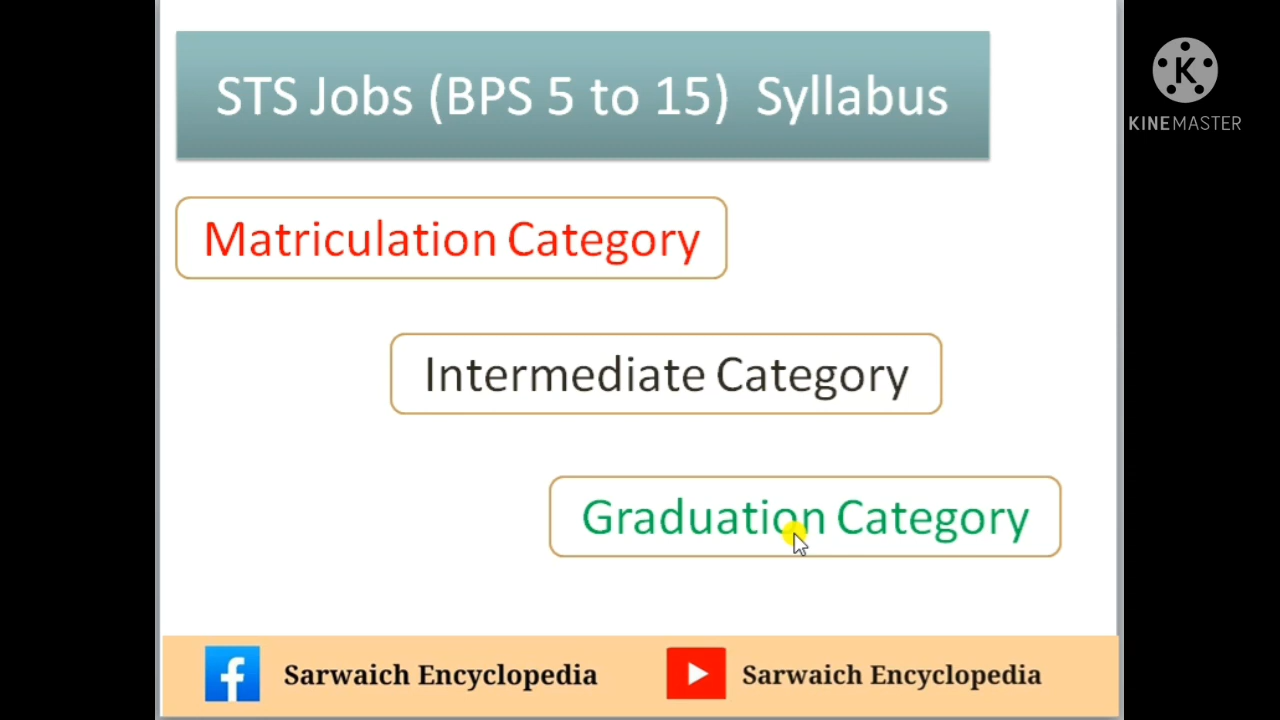 STS Jobs (BPS 5 to 15) Syllabus
K
KINEMASTER
Matriculation Category
Intermediate Category
Graduation Category
Sarwaich Encyclopedia
Sarwaich Encyclopedia